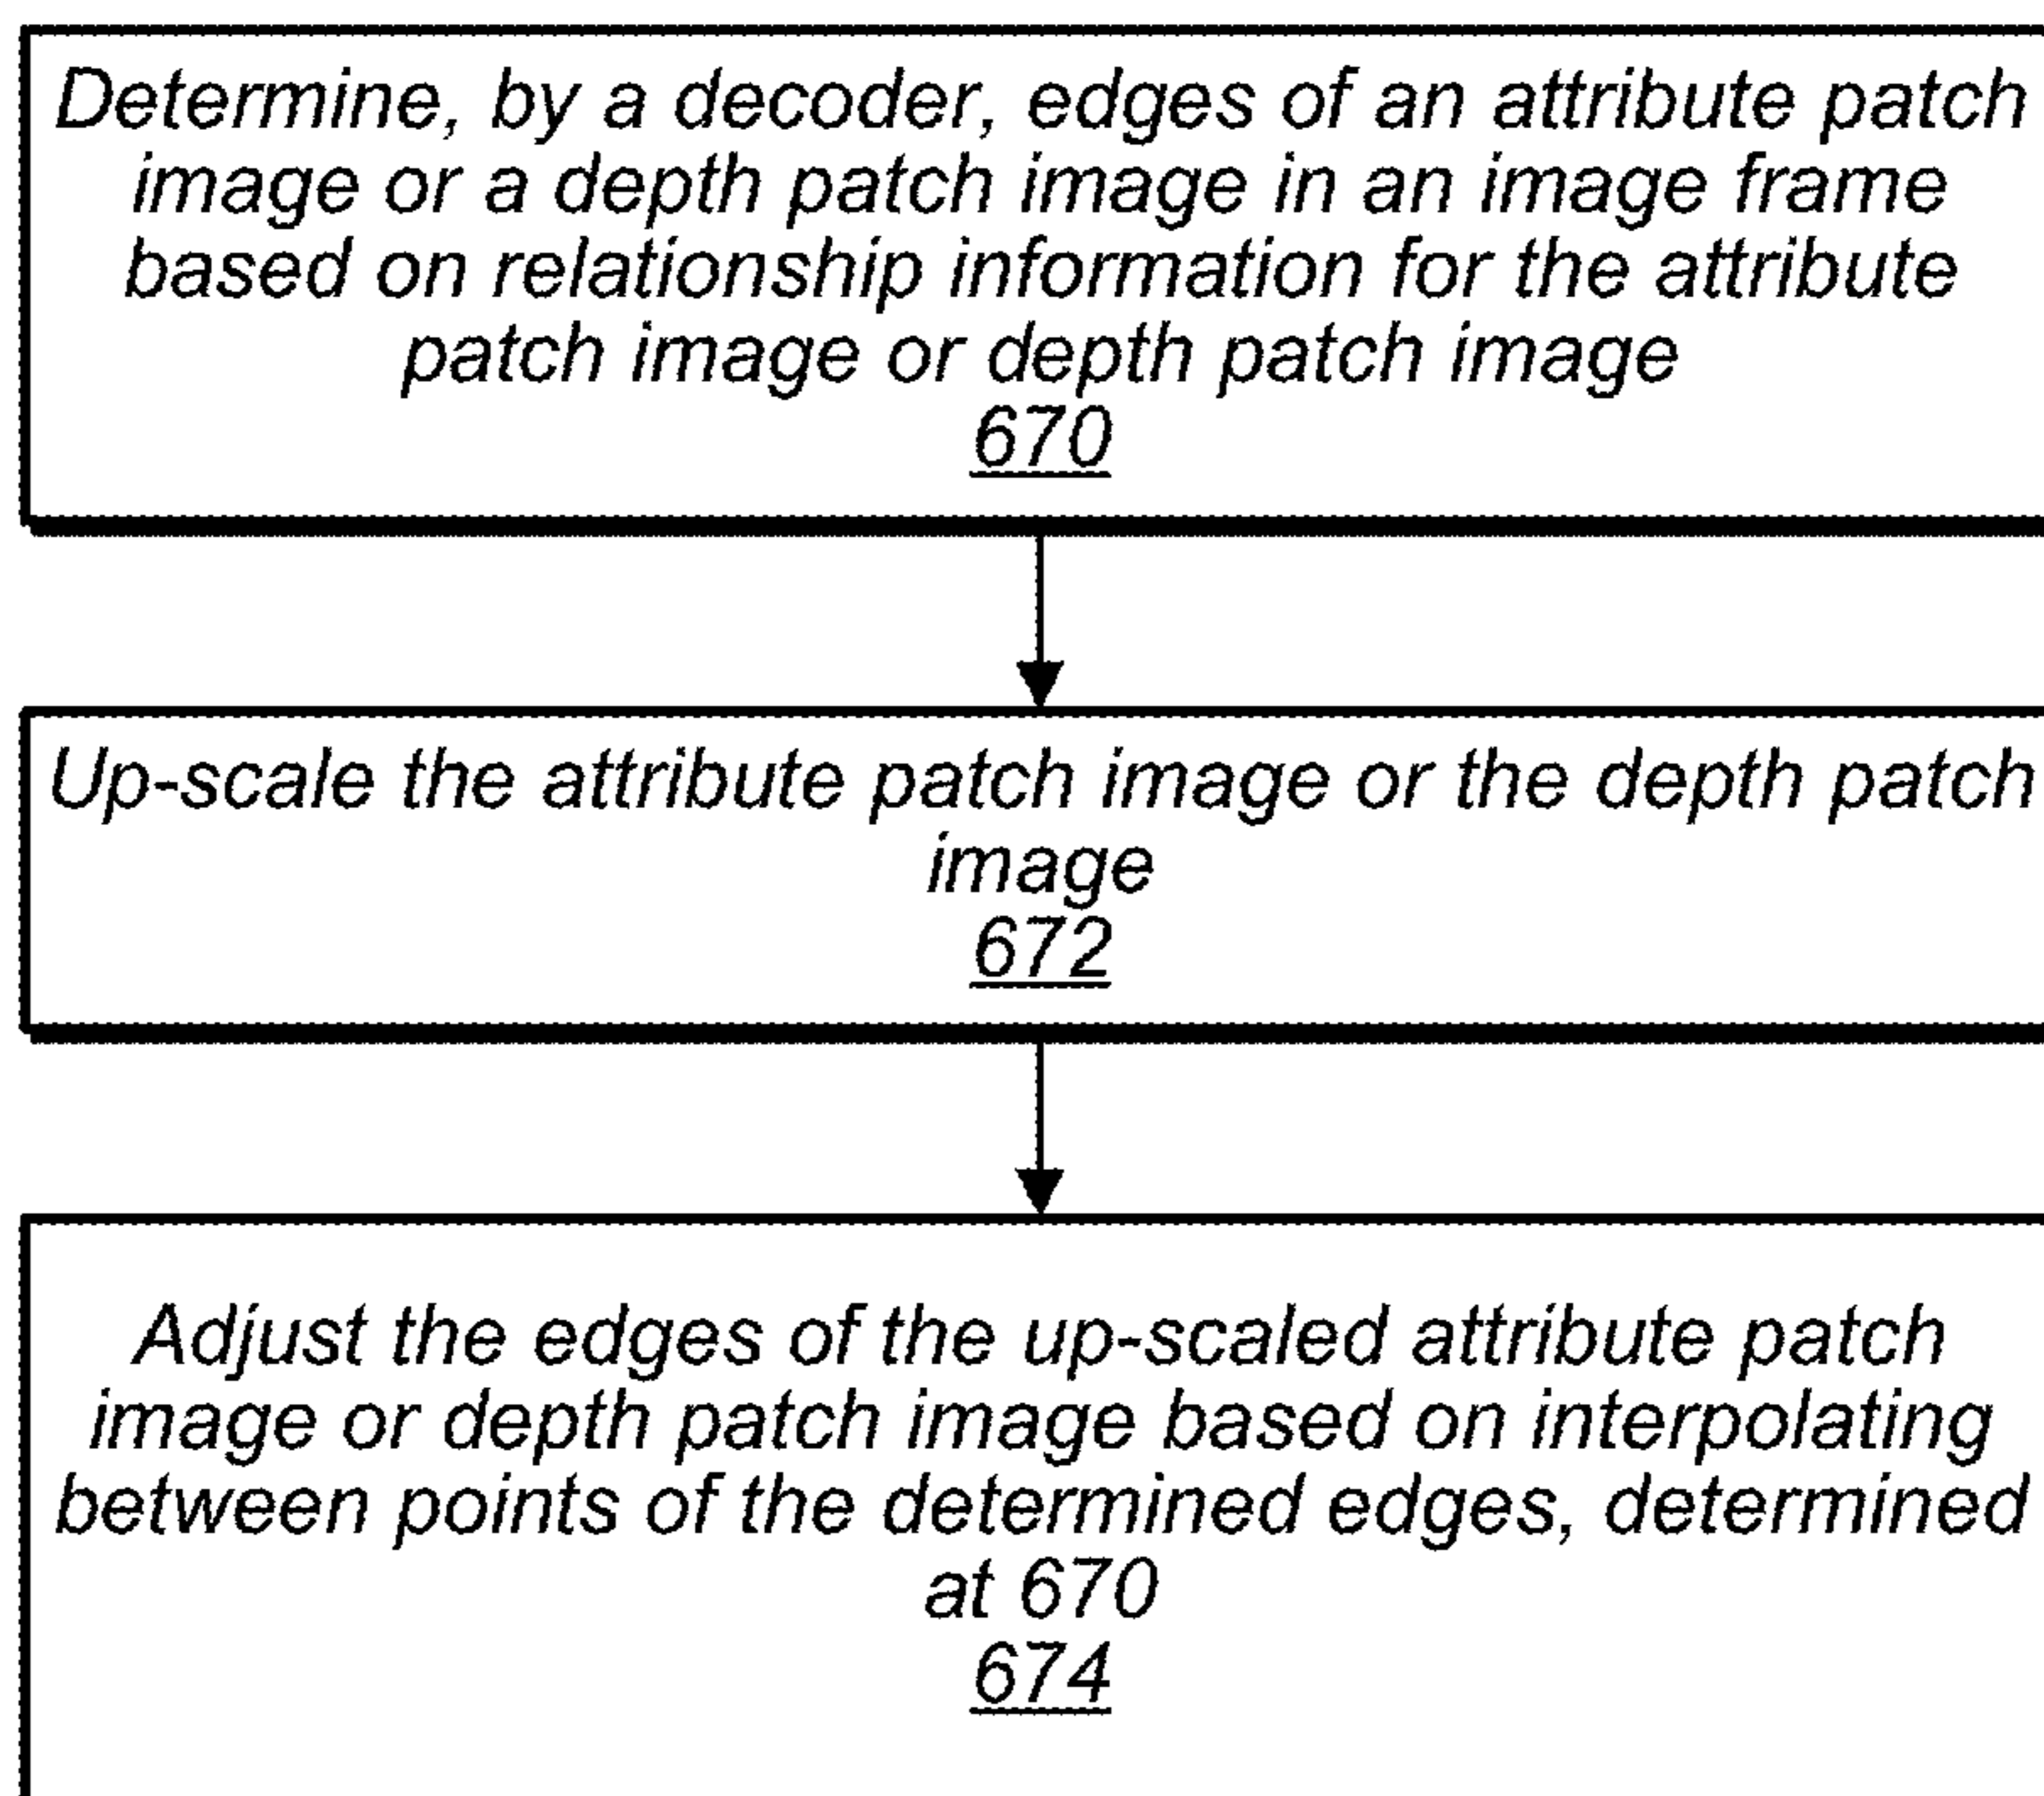 Determine, by a decoder, edges of an attribute patch
image or a depth patch image in an image frame
based on relationship information for the attribute
patch image or depth patch image
670
Up-scale the attribute patch image or the depth patch
image
672
Adjust the edges of the up-scaled attribute patch
image or depth patch image based on interpolating
between points of the determined edges, determined
at 670
674